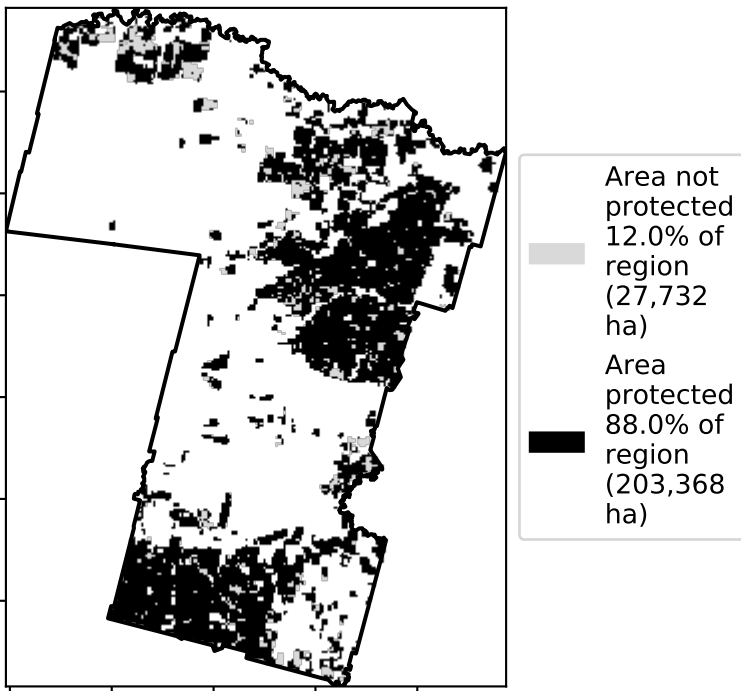 Area not
protected
12.0% of
region
(27,732
ha)
Area
protected
88.0% of
region
(203,368
ha)